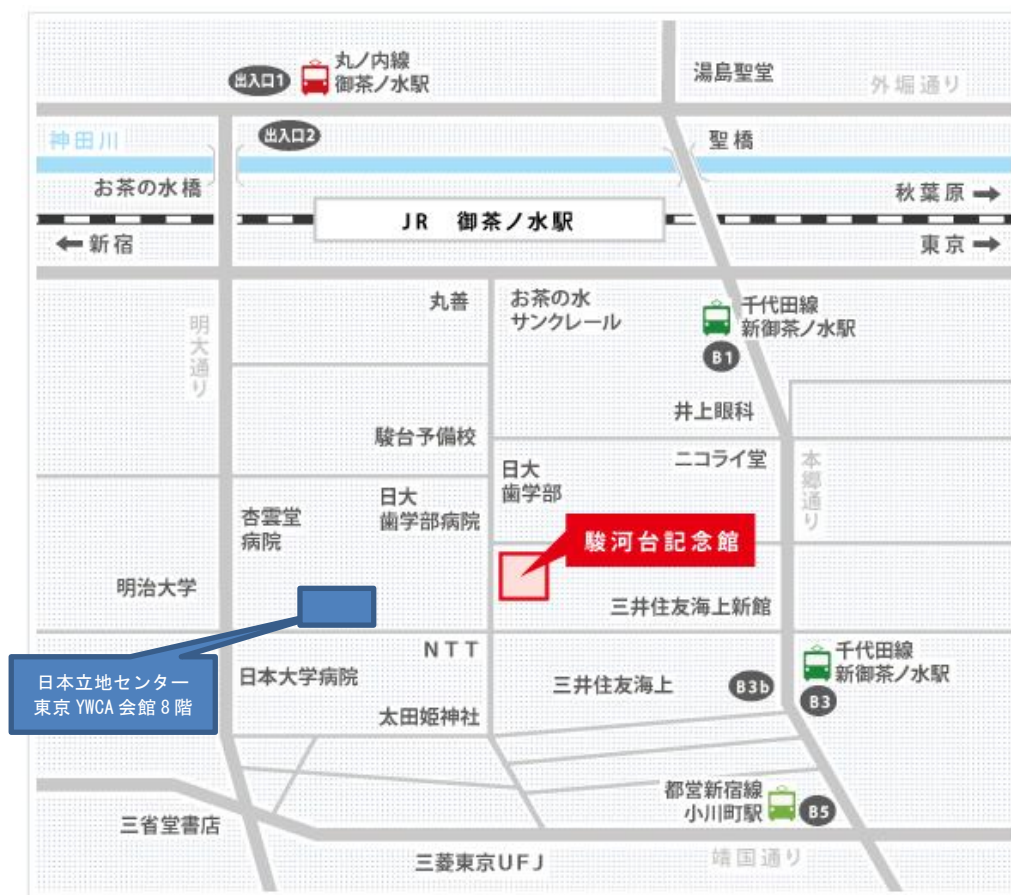 丸ノ内線
出入口1
御茶ノ水駅
湯島聖堂
外堀通り
神田川
出入口2
聖橋
お茶の水橋
秋葉原
JR 御茶ノ水駅
新宿
東京
丸善
お茶の水
サンクレール
千代田線
新御茶ノ水駅
B1
明大通り
井上眼科
駿台予備校
ニコライ堂
本郷通り
日大
歯学部
日大
歯学部病院
杏雲堂
病院
駿河台記念館
明治大学
三井住友海上新館
NTT
千代田線
新御茶ノ水駅
B3
日本立地センター
東京 YWCA 会館 8 階
日本大学病院
三井住友海上
B3b
太田姫神社
都営新宿線
小川町駅
B5
三省堂書店
三菱東京UFJ
靖国通り